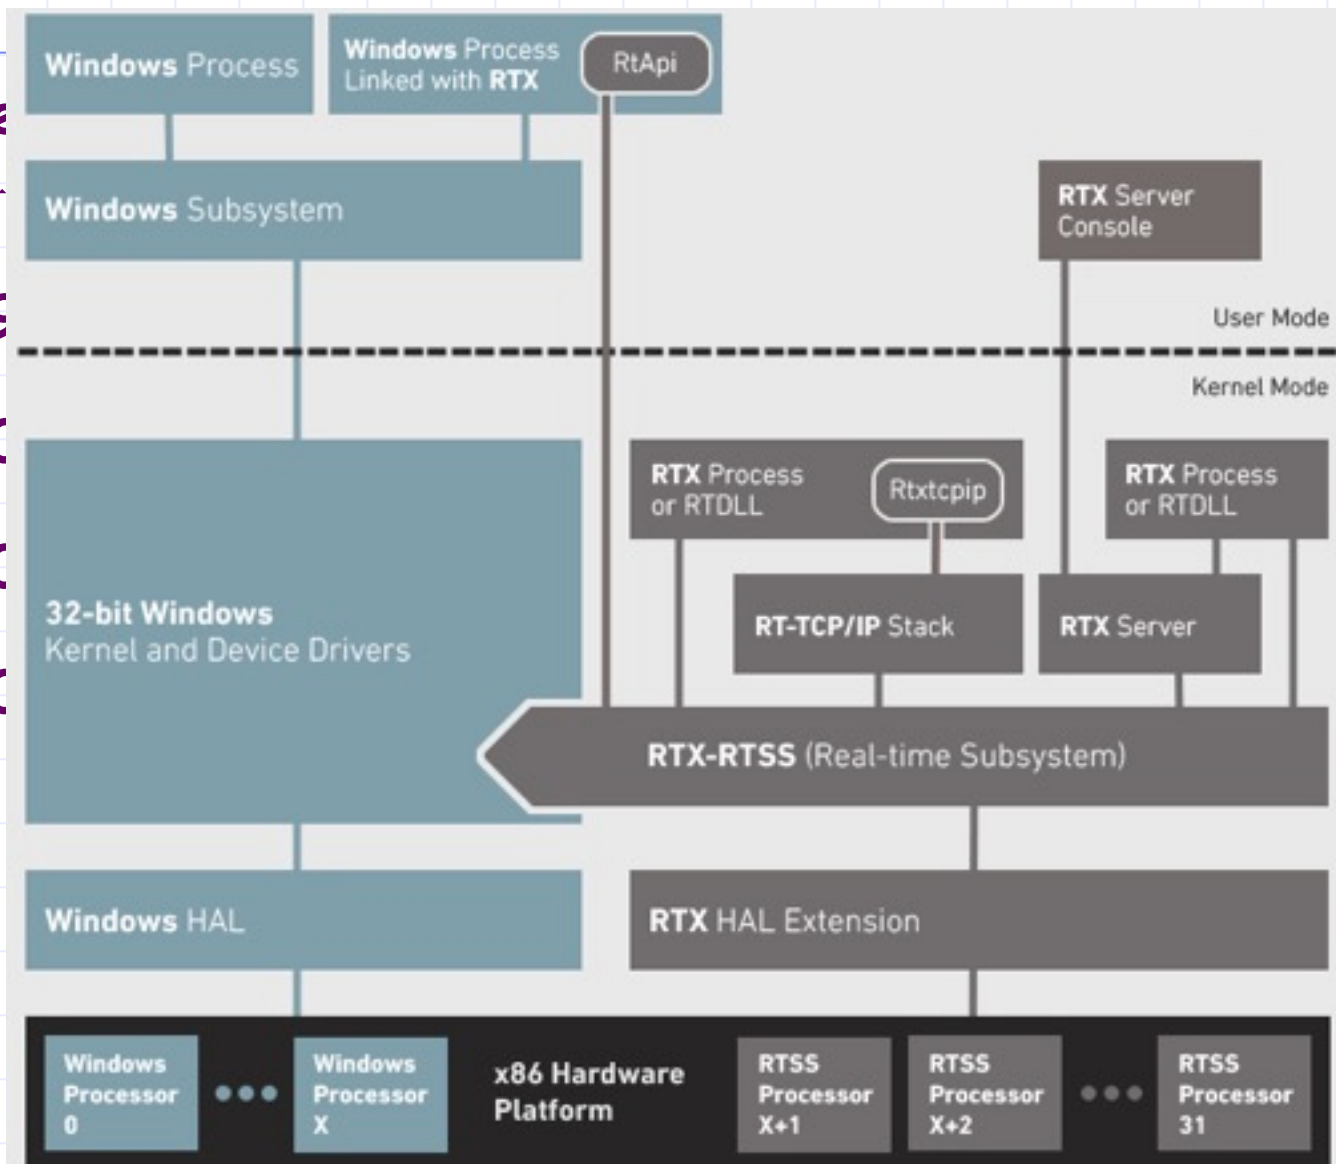 Windows Process
Windows Process
Linked with RTX
RtApi
Windows Subsystem
RTX Server
Console
User Mode
Kernel Mode
32-bit Windows
Kernel and Device Drivers
RTX Process
or RTDLL
Rtxtcpip
RTX Process
or RTDLL
RT-TCP/IP Stack
RTX Server
RTX-RTSS (Real-time Subsystem)
Windows HAL
RTX HAL Extension
Windows
Processor
0
Windows
Processor
X
x86 Hardware
Platform
RTSS
Processor
X+1
RTSS
Processor
X+2
RTSS
Processor
31